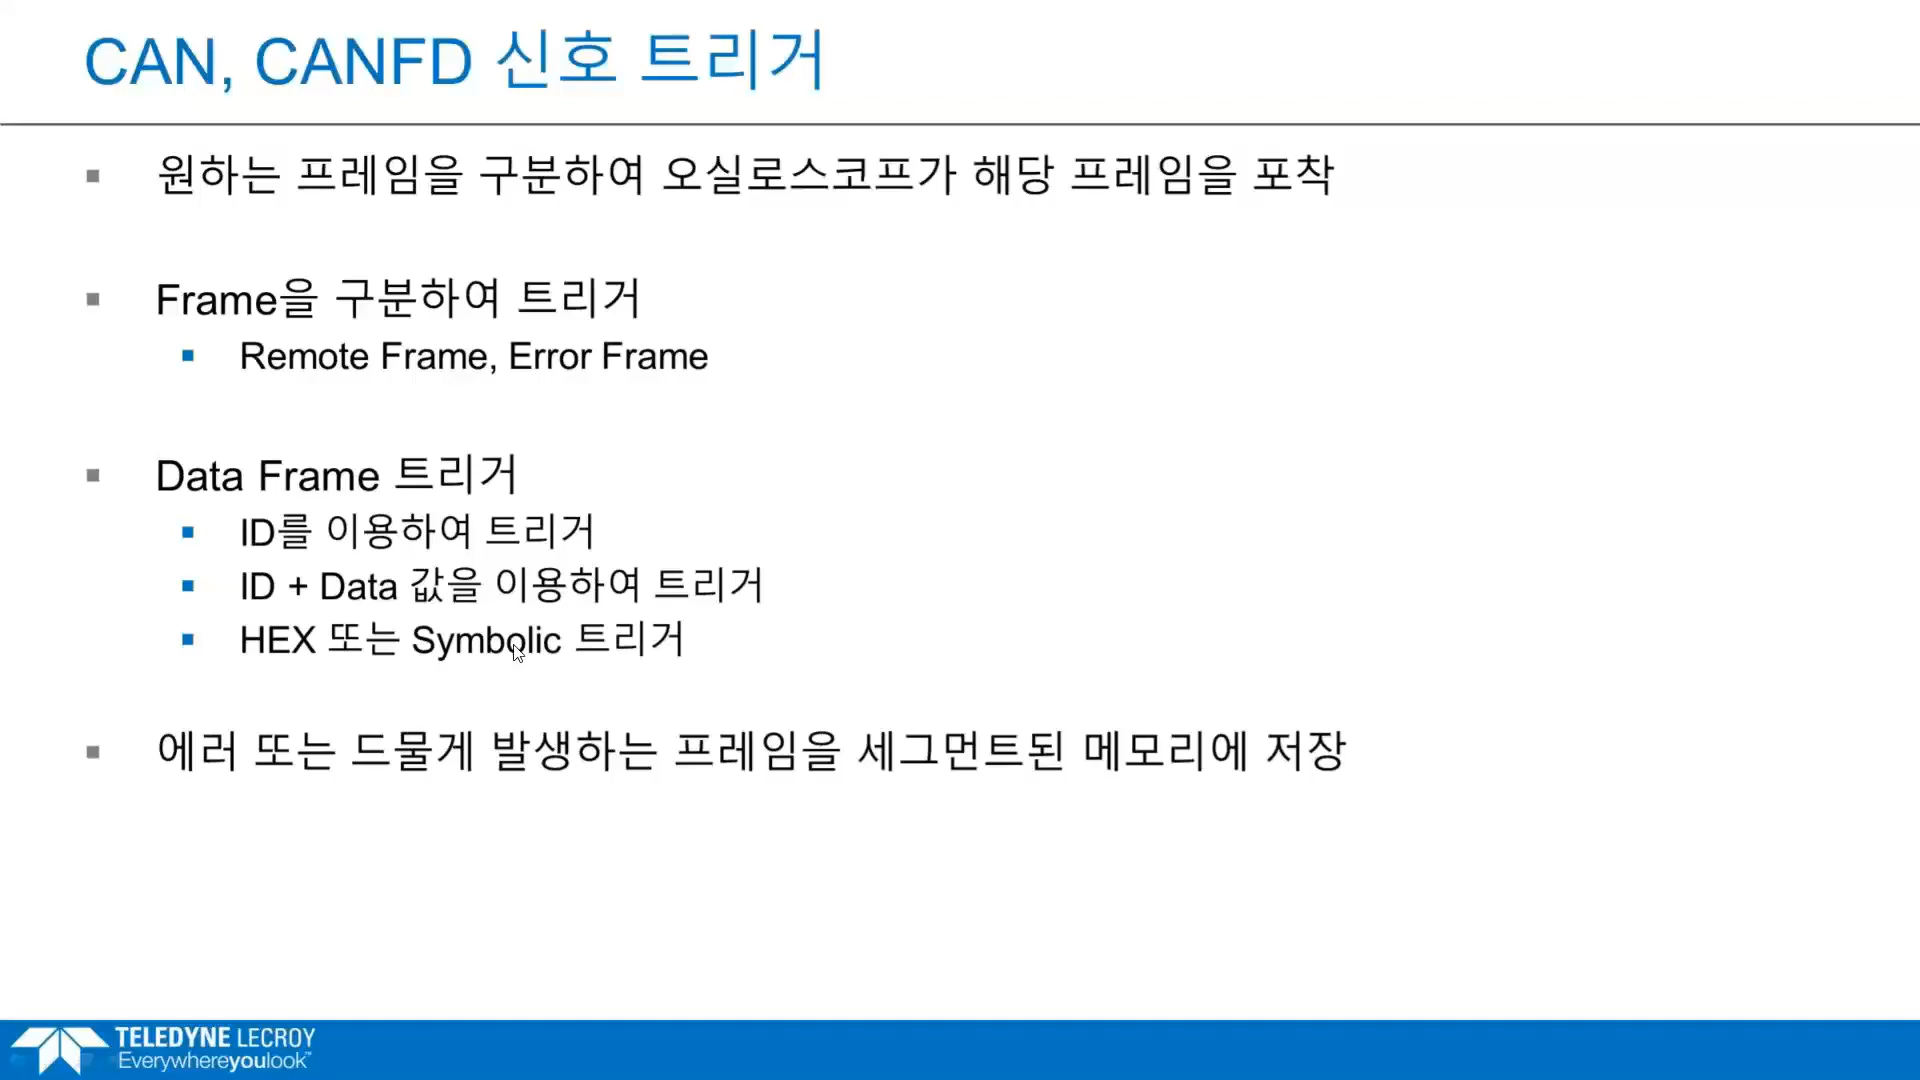 CAN, CANFD 신호 트리거
원하는 프레임을 구분하여 오실로스코프가 해당 프레임을 포착
Frame을 구분하여 트리거
Remote Frame, Error Frame
Data Frame 트리거
ID를 이용하여 트리거
ID + Data 값을 이용하여 트리거
HEX 또는 Symbolic 트리거
에러 또는 드물게 발생하는 프레임을 세그먼트된 메모리에 저장
TELEDYNE LECROY
Everywhereyoulook™